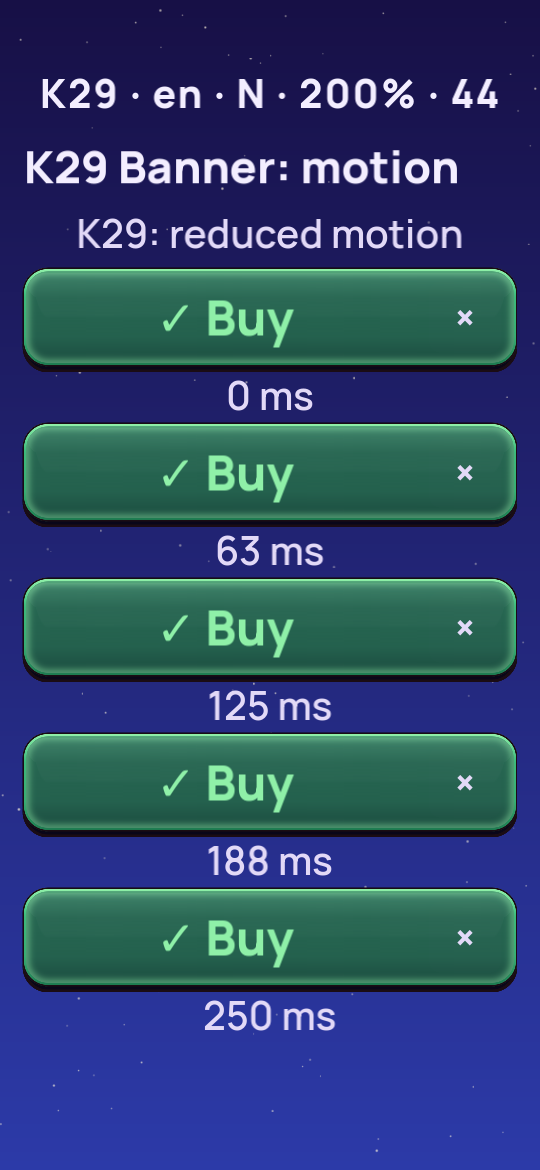 K29 · en · N · 200% · 44
K29 Banner: motion
K29: reduced motion
✓ Buy ×
0 ms
✓ Buy ×
63 ms
✓ Buy ×
125 ms
✓ Buy ×
188 ms
✓ Buy ×
250 ms